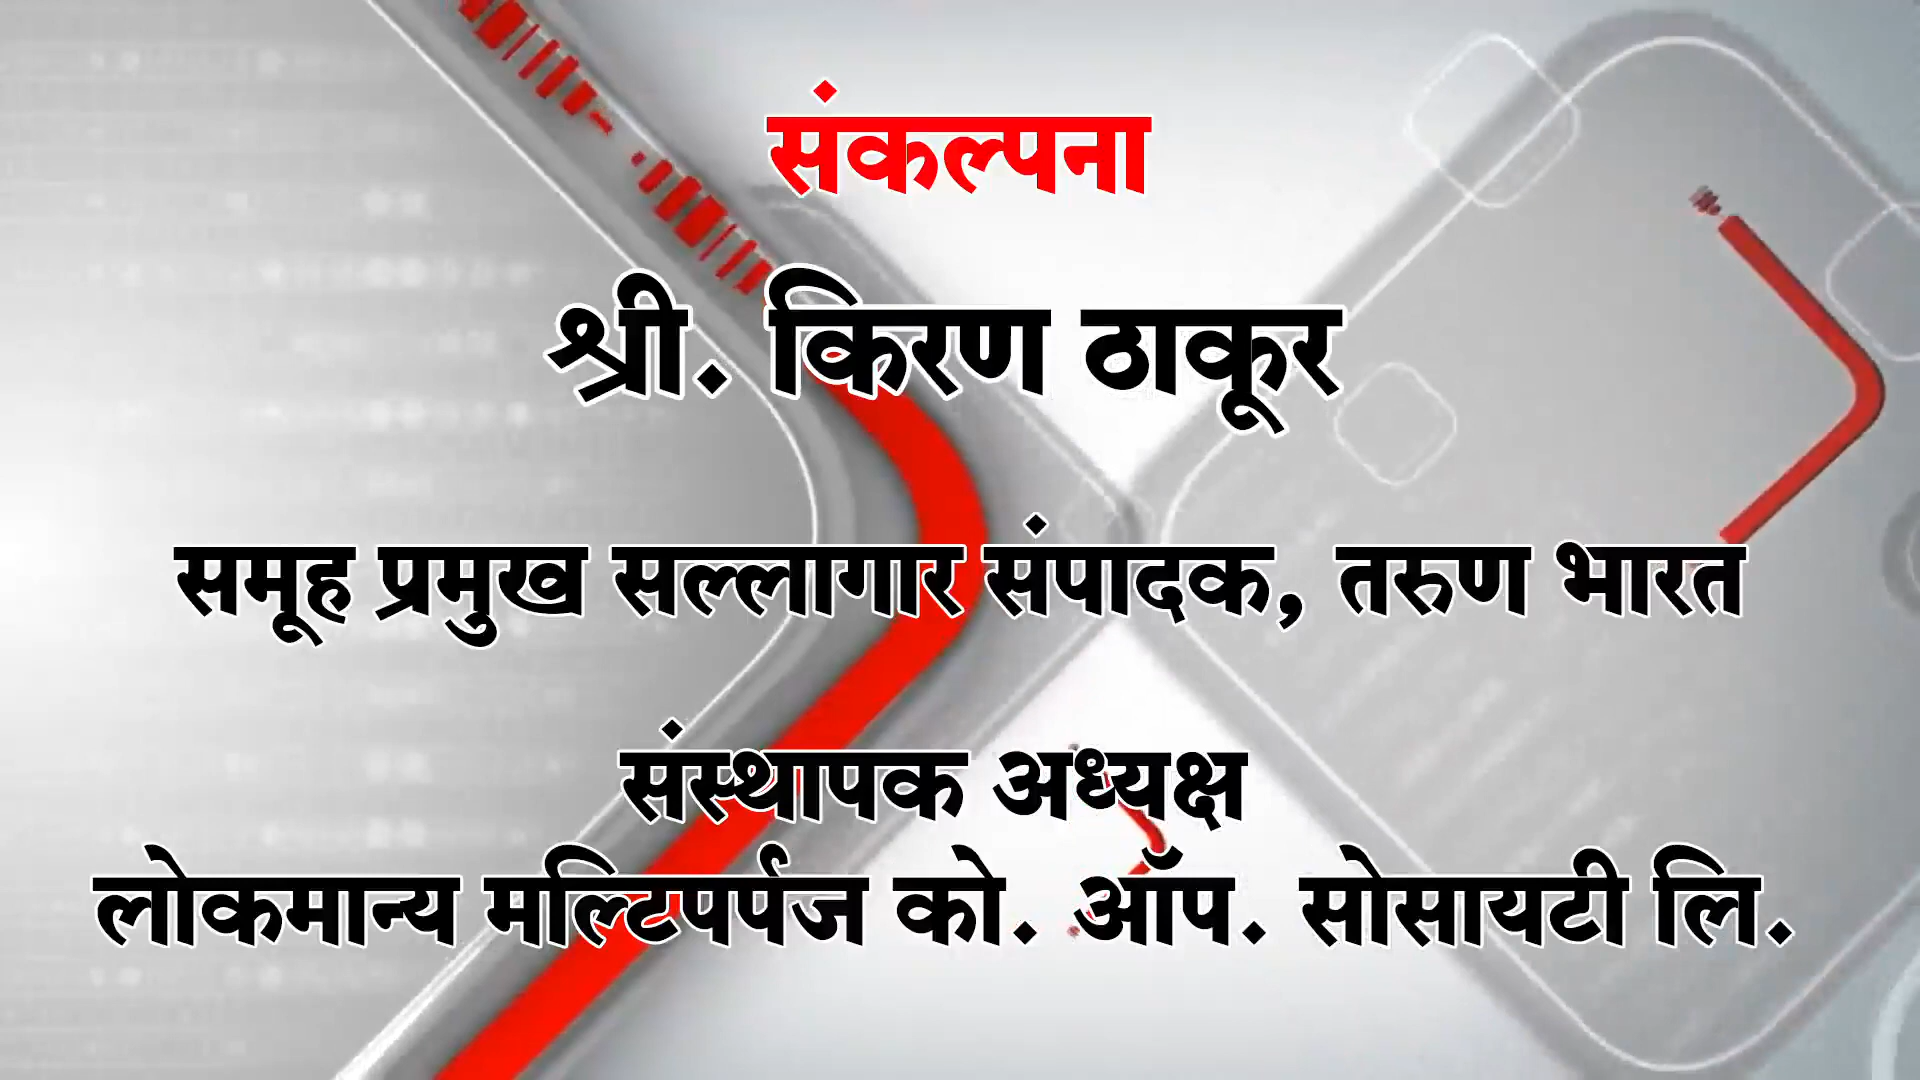 संकल्पना
श्री. किरण ठाकूर
समूह प्रमुख सल्लागार संपादक, तरुण भारत
संस्थापक अध्यक्ष
लोकमान्य मल्टिपर्पज को. ऑप. सोसायटी लि.